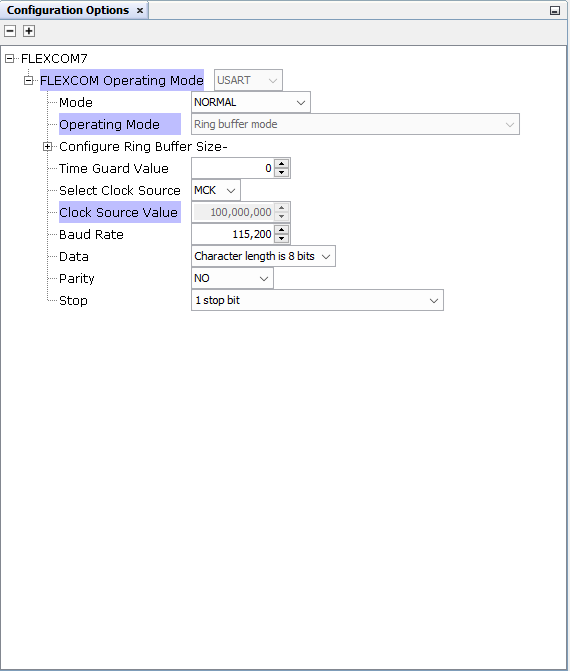 Configuration Options
FLEXCOM7
FLEXCOM Operating Mode USART
Mode NORMAL
Operating Mode Ring buffer mode
Configure Ring Buffer Size-
Time Guard Value 0
Select Clock Source MCK
Clock Source Value 100,000,000
Baud Rate 115,200
Data Character length is 8 bits
Parity NO
Stop 1 stop bit